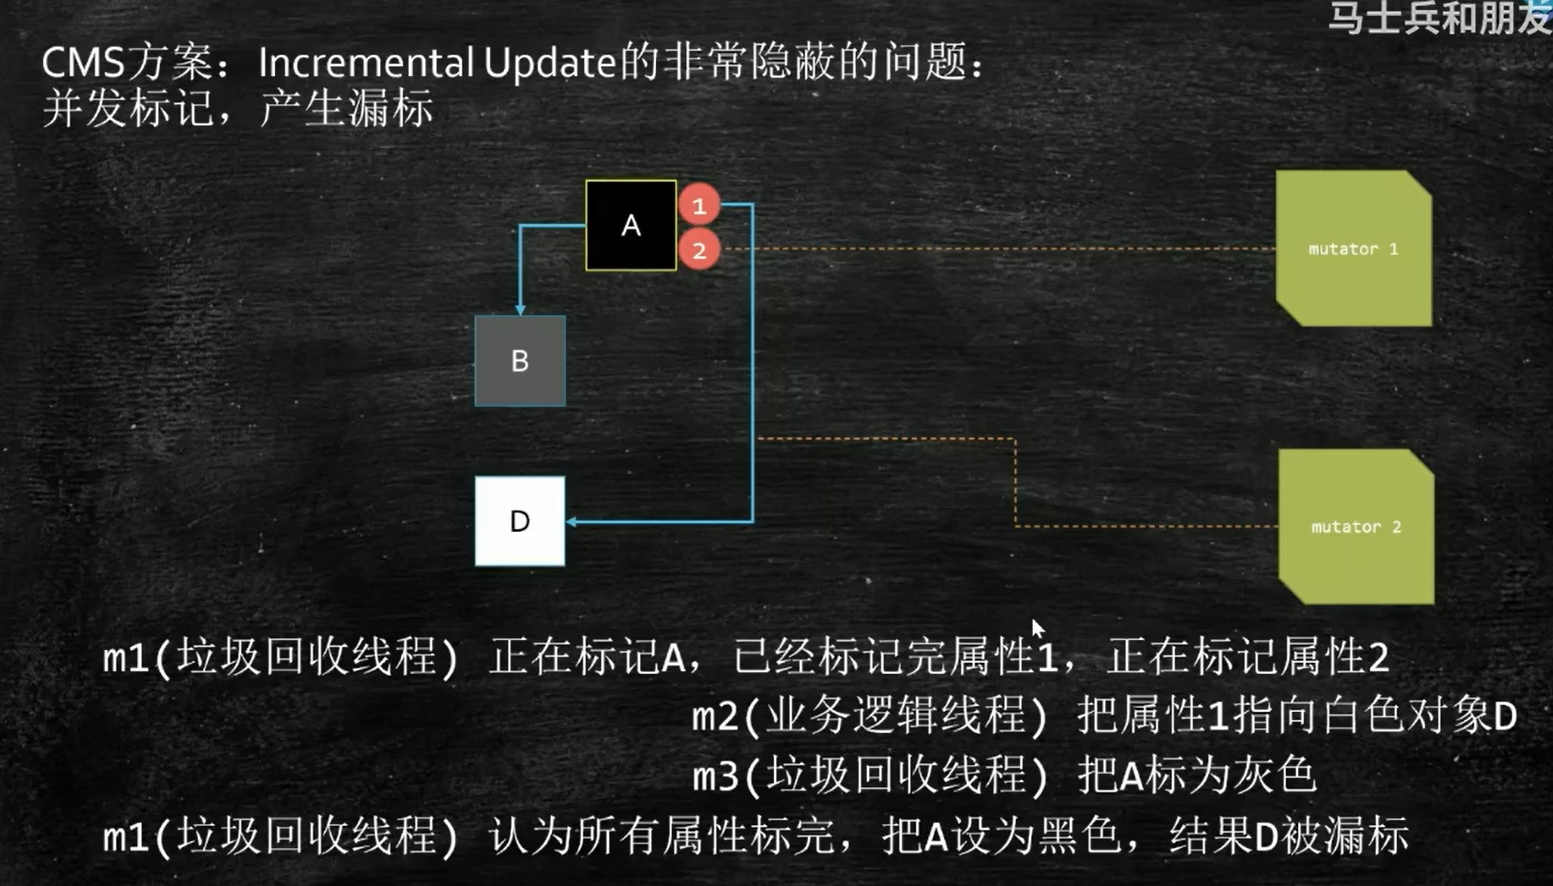 马士兵和朋友
CMS方案：Incremental Update的非常隐蔽的问题：
并发标记，产生漏标
A
1
2
mutator 1
B
D
mutator 2
m1(垃圾回收线程) 正在标记A，已经标记完属性1，正在标记属性2
m2(业务逻辑线程) 把属性1指向白色对象D
m3(垃圾回收线程) 把A标为灰色
m1(垃圾回收线程) 认为所有属性标完，把A设为黑色，结果D被漏标